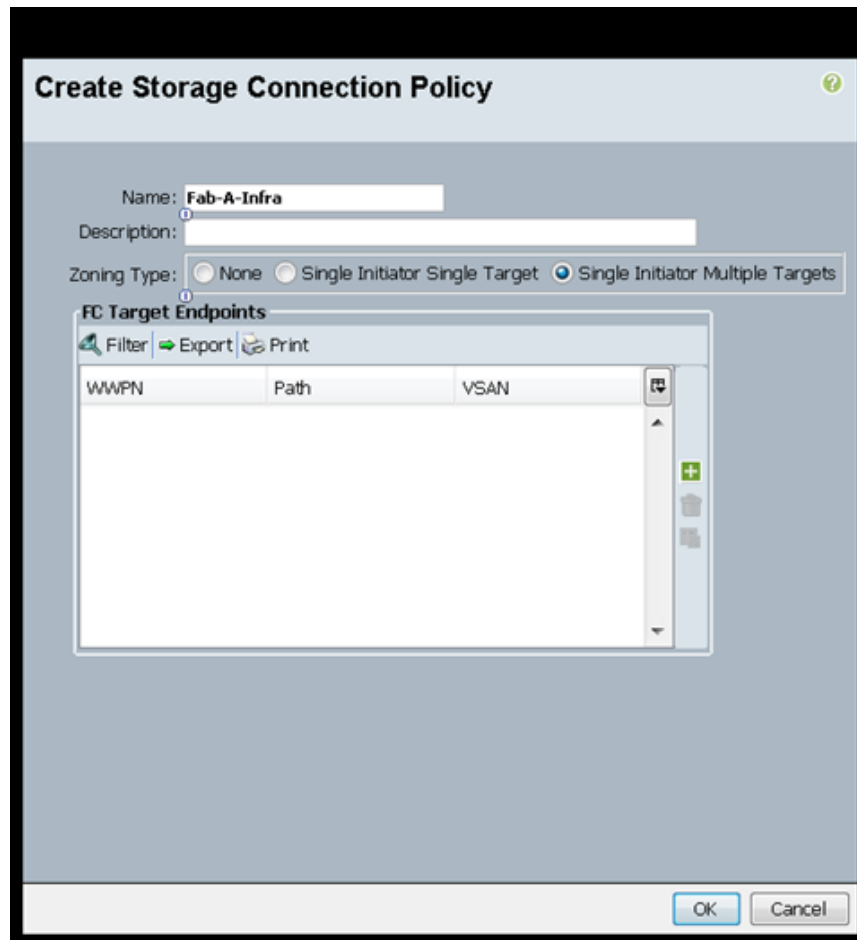 Create Storage Connection Policy
Name: Fab-A-Infra
Description:
Zoning Type: None Single Initiator Single Target Single Initiator Multiple Targets
FC Target Endpoints
Filter Export Print
WWPN Path VSAN
OK Cancel